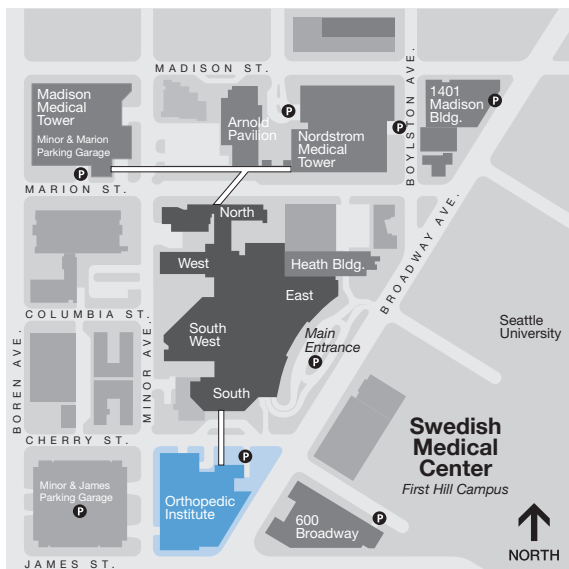 MADISON ST.
BOYLSTON AVE.
Madison
Medical
Tower
Minor & Marion
Parking Garage
P
P
Arnold
Pavilion
Nordstrom
Medical
Tower
P
1401
Madison
Bldg.
P
MARION ST.
North
West
Heath Bldg.
East
BROADWAY AVE.
COLUMBIA ST.
South
West
Main
Entrance
P
Seattle
University
BOREN AVE.
MINOR AVE.
South
CHERRY ST.
Swedish
Medical
Center
First Hill Campus
P
Minor & James
Parking Garage
P
Orthopedic
Institute
600
Broadway
P
NORTH
JAMES ST.